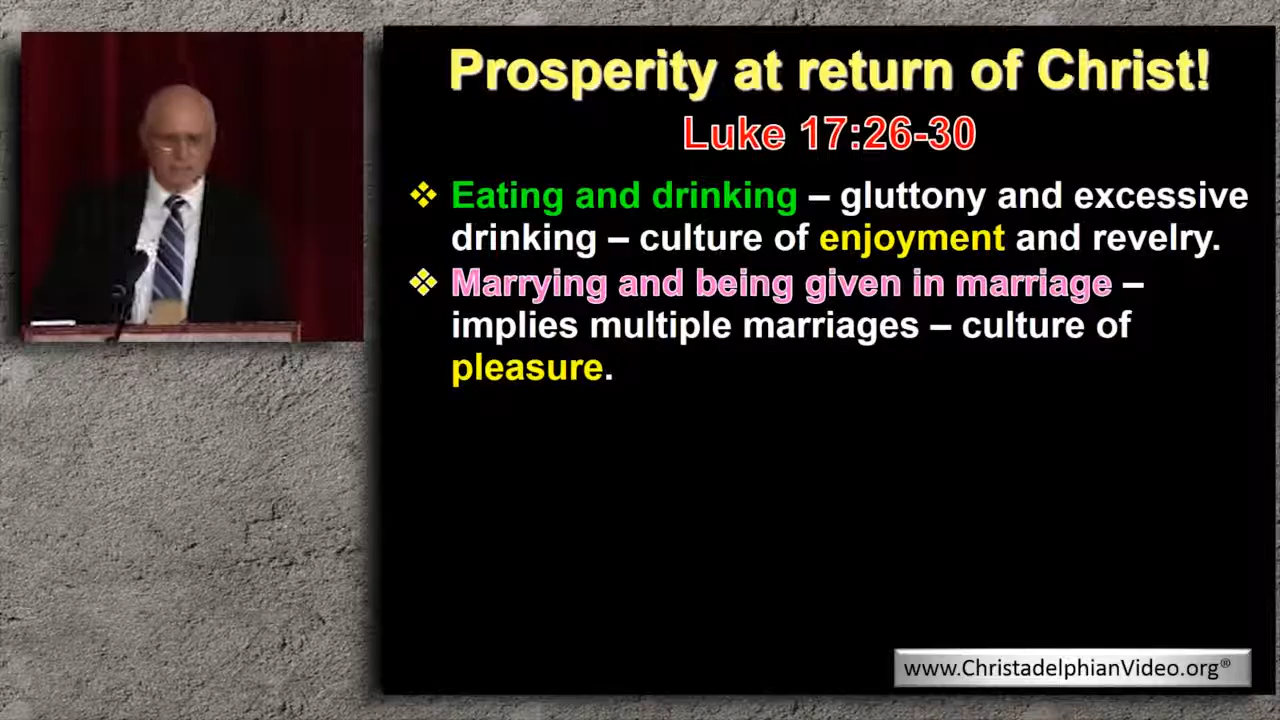 Prosperity at return of Christ!
Luke 17:26-30
❖ Eating and drinking – gluttony and excessive
drinking – culture of enjoyment and revelry.
❖ Marrying and being given in marriage –
implies multiple marriages – culture of
pleasure.
www.ChristadelphianVideo.org®